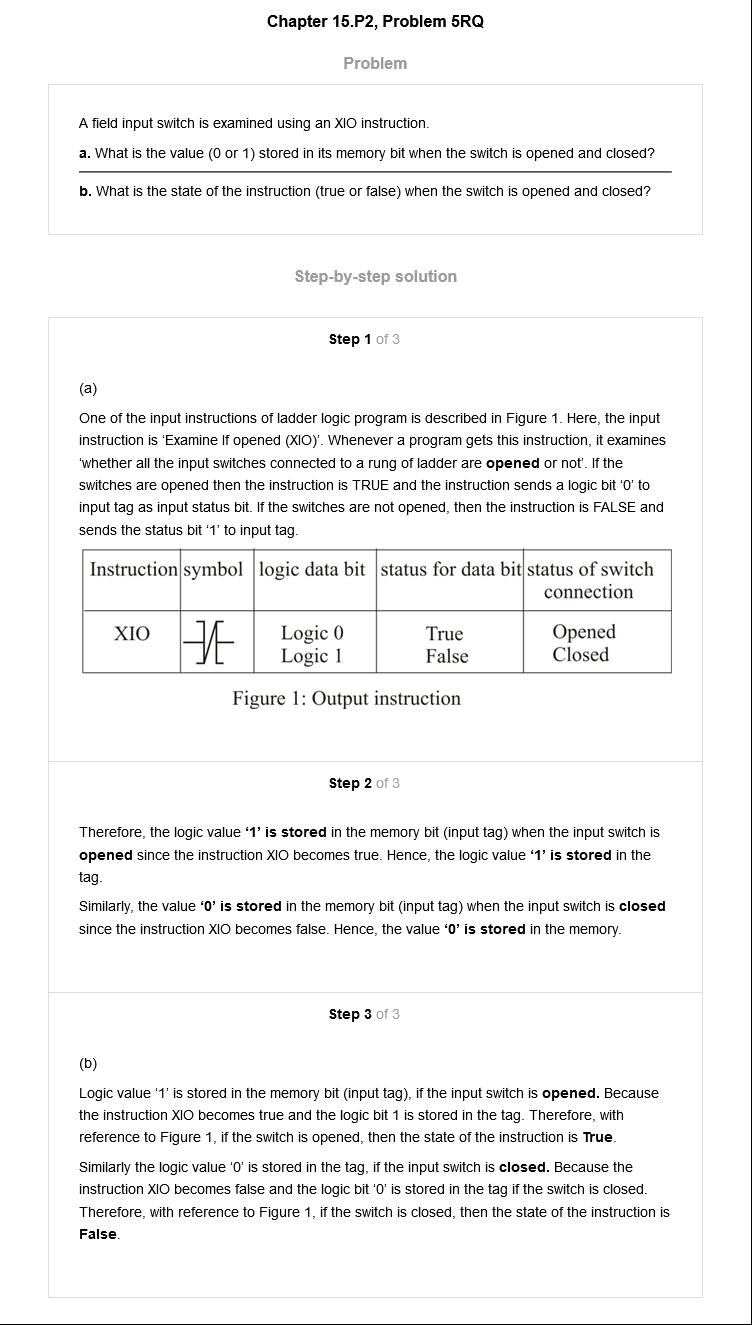 Chapter 15.P2, Problem 5RQ
Problem
A field input switch is examined using an XIO instruction.
a. What is the value (0 or 1) stored in its memory bit when the switch is opened and closed?
b. What is the state of the instruction (true or false) when the switch is opened and closed?
Step-by-step solution
Step 1 of 3
(a)
One of the input instructions of ladder logic program is described in Figure 1. Here, the input
instruction is ‘Examine If opened (XIO)’. Whenever a program gets this instruction, it examines
‘whether all the input switches connected to a rung of ladder are opened or not’. If the
switches are opened then the instruction is TRUE and the instruction sends a logic bit ‘0’ to
input tag as input status bit. If the switches are not opened, then the instruction is FALSE and
sends the status bit ‘1’ to input tag.
Instruction symbol logic data bit status for data bit status of switch
connection
XIO Logic 0 True Opened
Logic 1 False Closed
Figure 1: Output instruction
Step 2 of 3
Therefore, the logic value ‘1’ is stored in the memory bit (input tag) when the input switch is
opened since the instruction XIO becomes true. Hence, the logic value ‘1’ is stored in the
tag.
Similarly, the value ‘0’ is stored in the memory bit (input tag) when the input switch is closed
since the instruction XIO becomes false. Hence, the value ‘0’ is stored in the memory.
Step 3 of 3
(b)
Logic value ‘1’ is stored in the memory bit (input tag), if the input switch is opened. Because
the instruction XIO becomes true and the logic bit 1 is stored in the tag. Therefore, with
reference to Figure 1, if the switch is opened, then the state of the instruction is True.
Similarly the logic value ‘0’ is stored in the tag, if the input switch is closed. Because the
instruction XIO becomes false and the logic bit ‘0’ is stored in the tag if the switch is closed.
Therefore, with reference to Figure 1, if the switch is closed, then the state of the instruction is
False.